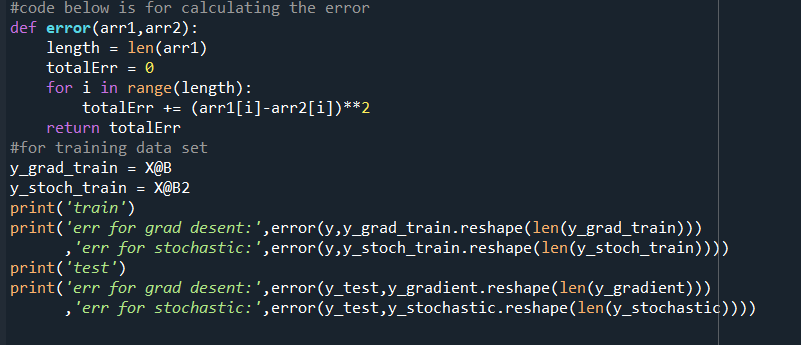 #code below is for calculating the error
def error(arr1,arr2):
    length = len(arr1)
    totalErr = 0
    for i in range(length):
        totalErr += (arr1[i]-arr2[i])**2
    return totalErr
#for training data set
y_grad_train = X@B
y_stoch_train = X@B2
print('train')
print('err for grad desent:',error(y,y_grad_train.reshape(len(y_grad_train)))
      ,'err for stochastic:',error(y,y_stoch_train.reshape(len(y_stoch_train))))
print('test')
print('err for grad desent:',error(y_test,y_gradient.reshape(len(y_gradient)))
      ,'err for stochastic:',error(y_test,y_stochastic.reshape(len(y_stochastic))))